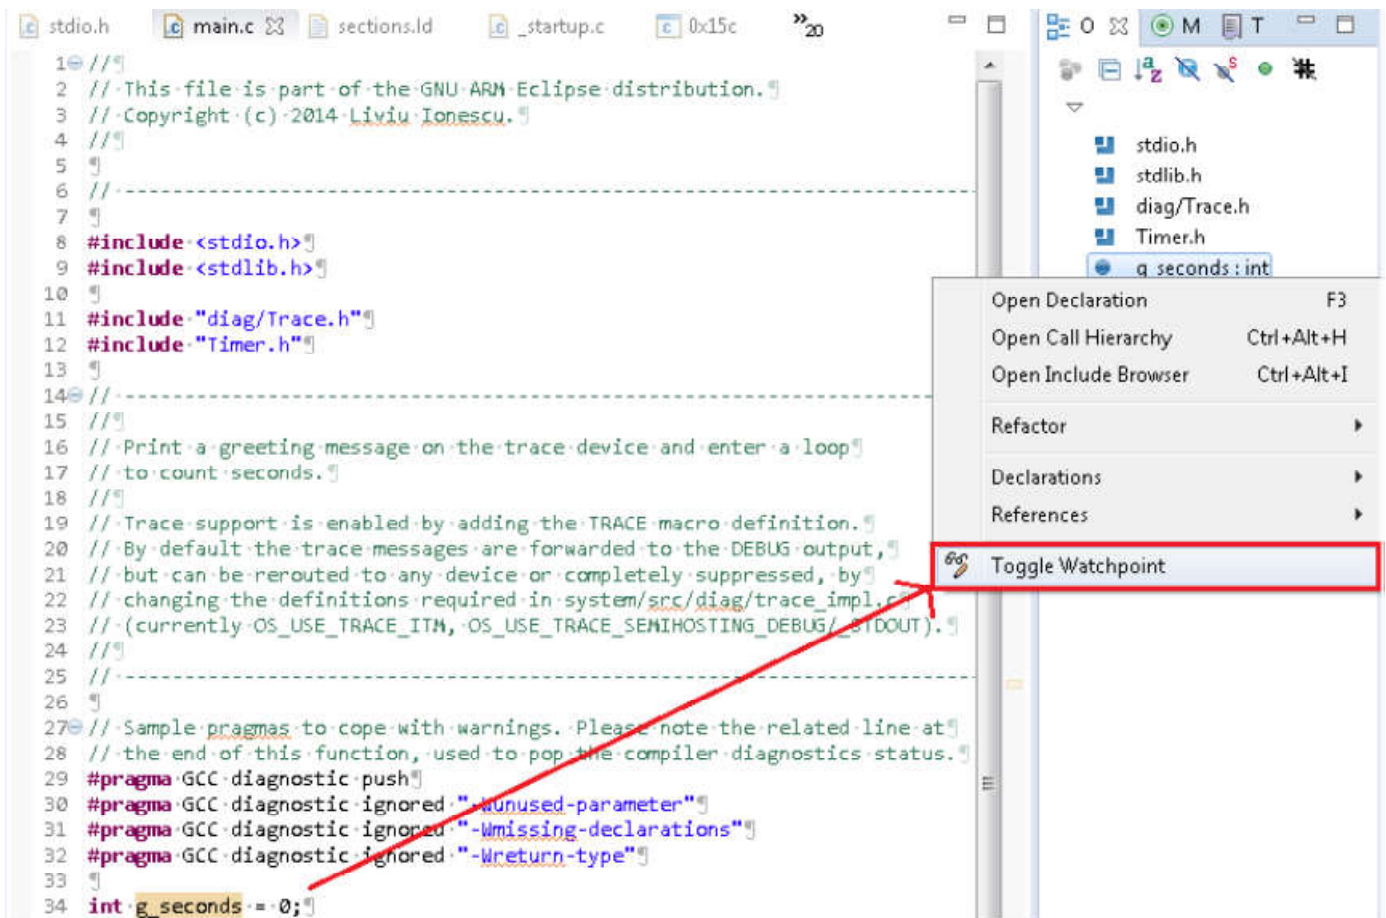 stdio.h main.c sections.ld _startup.c 0x15c »20
O M T
1 //
2 // This file is part of the GNU ARM Eclipse distribution.
3 // Copyright (c) 2014 Liviu Ionescu.
4 //
5
6 // ----------------------------------------------------------------------------
7
8 #include <stdio.h>
9 #include <stdlib.h>
10
11 #include "diag/Trace.h"
12 #include "Timer.h"
13
14 // ----------------------------------------------------------------------------
15 //
16 // Print a greeting message on the trace device and enter a loop
17 // to count seconds.
18 //
19 // Trace support is enabled by adding the TRACE macro definition.
20 // By default the trace messages are forwarded to the DEBUG output,
21 // but can be rerouted to any device or completely suppressed, by
22 // changing the definitions required in system/src/diag/trace_impl.c
23 // (currently OS_USE_TRACE_ITM, OS_USE_TRACE_SEMIHOSTING_DEBUG/_STDOUT).
24 //
25 // ----------------------------------------------------------------------------
26
27 // Sample pragmas to cope with warnings. Please note the related line at
28 // the end of this function, used to pop the compiler diagnostics status.
29 #pragma GCC diagnostic push
30 #pragma GCC diagnostic ignored "-Wunused-parameter"
31 #pragma GCC diagnostic ignored "-Wmissing-declarations"
32 #pragma GCC diagnostic ignored "-Wreturn-type"
33
34 int g_seconds = 0;
stdio.h
stdlib.h
diag/Trace.h
Timer.h
g_seconds : int
Open Declaration F3
Open Call Hierarchy Ctrl+Alt+H
Open Include Browser Ctrl+Alt+I
Refactor
Declarations
References
Toggle Watchpoint